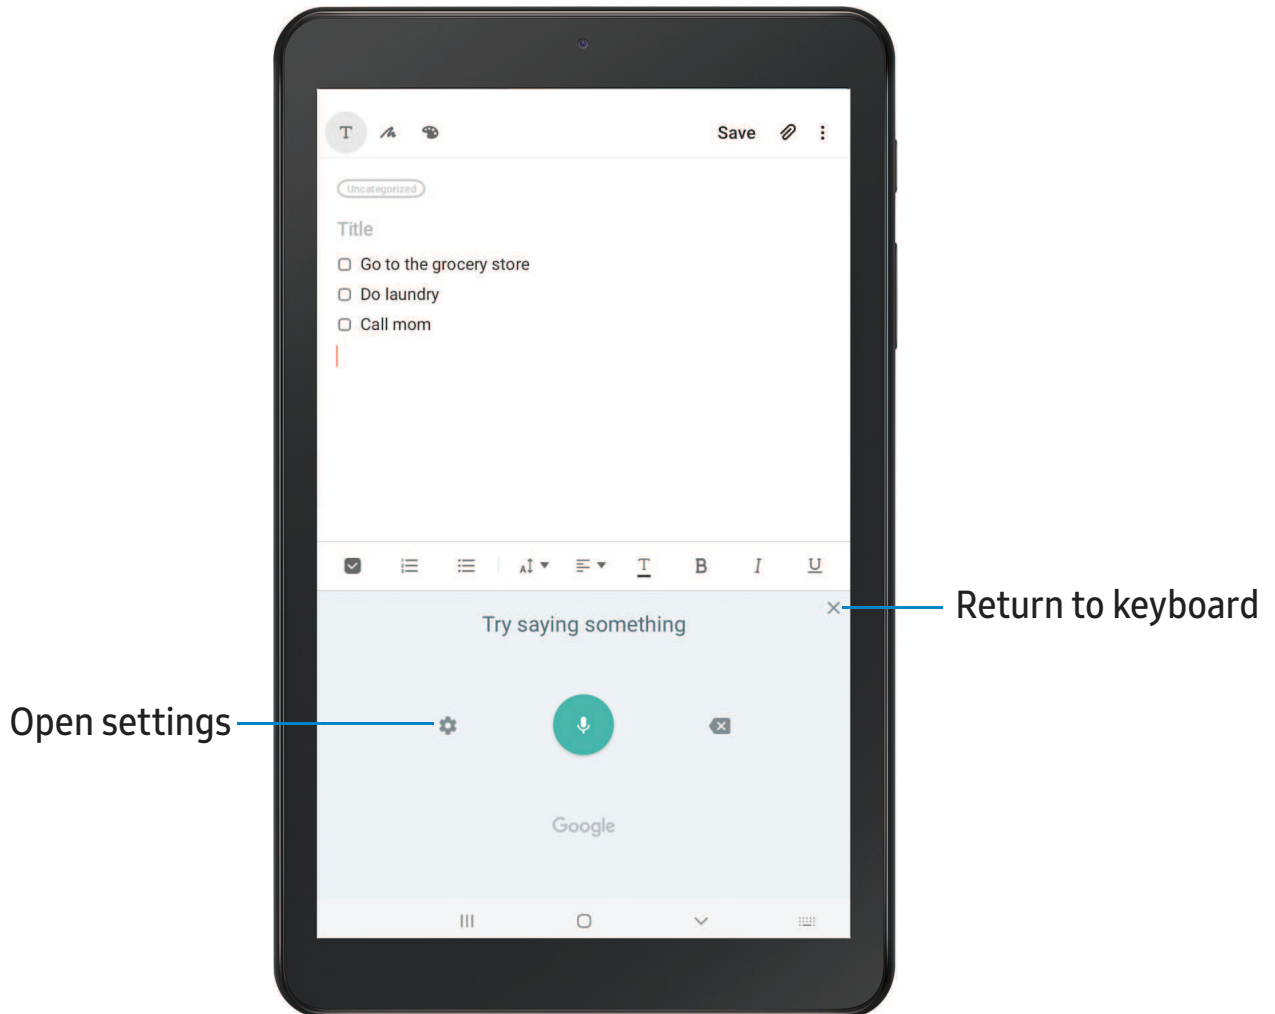 T
Save
Uncategorized
Title
Go to the grocery store
Do laundry
Call mom
A T B I U
Try saying something
Return to keyboard
Open settings
Google